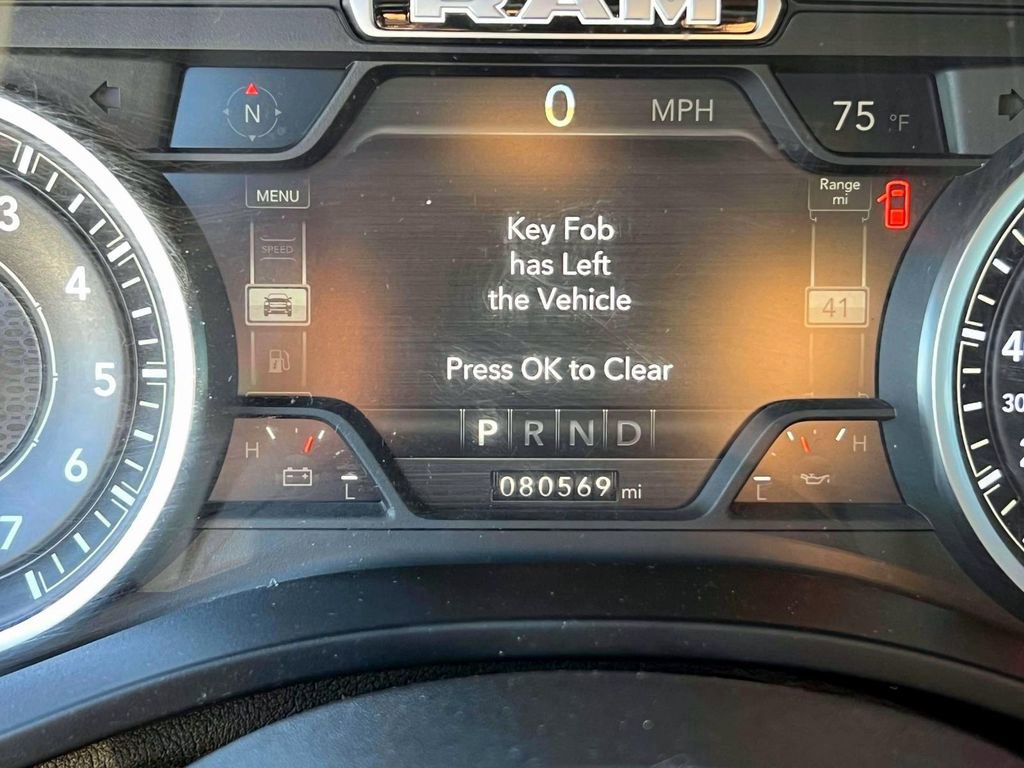 RAM
N
0 MPH
75 °F
MENU
SPEED
Range
mi
41
Key Fob
has Left
the Vehicle
Press OK to Clear
P R N D
H
L
080569 mi
H
L
3
4
5
6
7
30